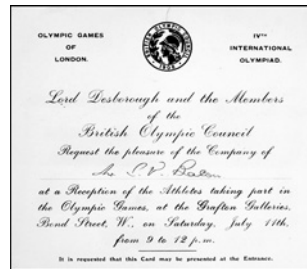 OLYMPIC GAMES
OF
LONDON.
BRITISH OLYMPIC COUNCIL
IVTH
INTERNATIONAL
OLYMPIAD.
Lord Desborough and the Members
of the
British Olympic Council
Request the pleasure of the Company of
at a Reception of the Athletes taking part in
the Olympic Games, at the Grafton Galleries,
Bond Street, W., on Saturday, July 11th,
from 9 to 12 p.m.
It is requested that this Card may be presented at the Entrance.